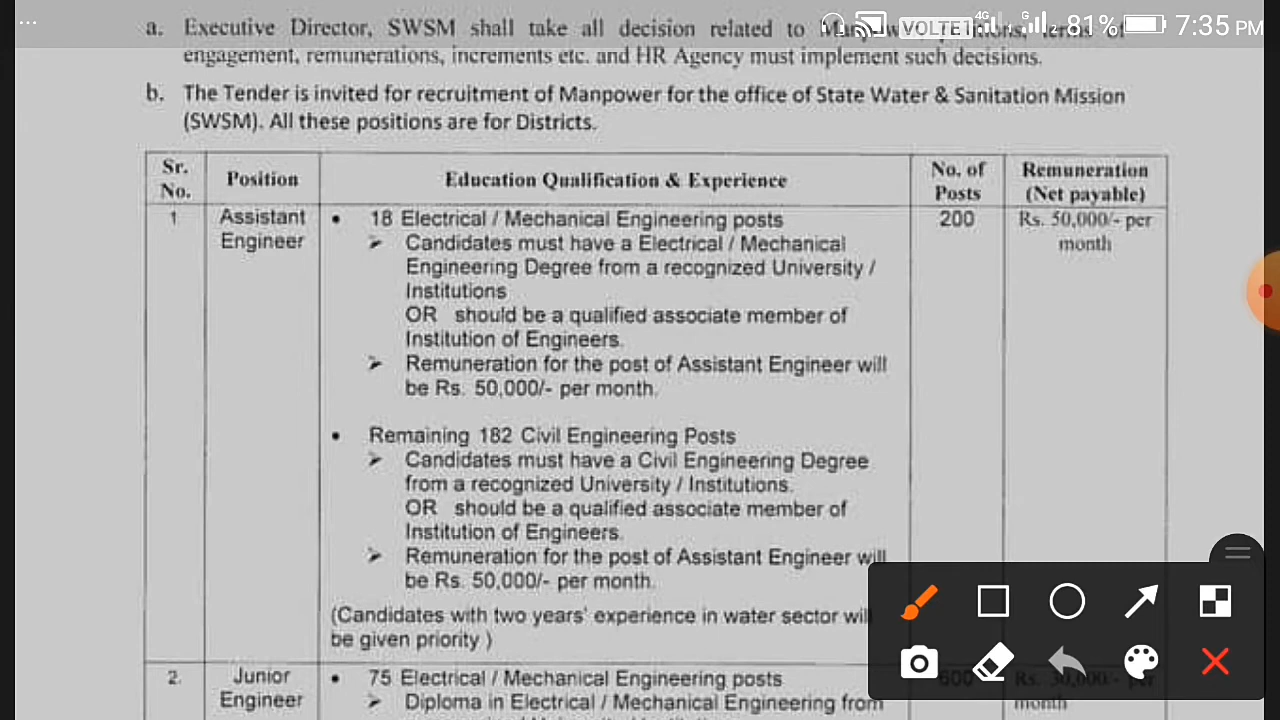 VOLTE 1 4G G 2 81% 7:35 PM
a. Executive Director, SWSM shall take all decision related to
engagement, remunerations, increments etc. and HR Agency must implement such decisions.
b. The Tender is invited for recruitment of Manpower for the office of State Water & Sanitation Mission
(SWSM). All these positions are for Districts.
Sr. No. Position Education Qualification & Experience No. of Posts Remuneration (Net payable)
1 Assistant Engineer
• 18 Electrical / Mechanical Engineering posts
➤ Candidates must have a Electrical / Mechanical
Engineering Degree from a recognized University /
Institutions
OR should be a qualified associate member of
Institution of Engineers.
➤ Remuneration for the post of Assistant Engineer will
be Rs. 50,000/- per month.
• Remaining 182 Civil Engineering Posts
➤ Candidates must have a Civil Engineering Degree
from a recognized University / Institutions.
OR should be a qualified associate member of
Institution of Engineers.
➤ Remuneration for the post of Assistant Engineer will
be Rs. 50,000/- per month.
(Candidates with two years' experience in water sector will
be given priority )
200
Rs. 50,000/- per
month
2. Junior Engineer
• 75 Electrical / Mechanical Engineering posts
➤ Diploma in Electrical / Mechanical Engineering from
month